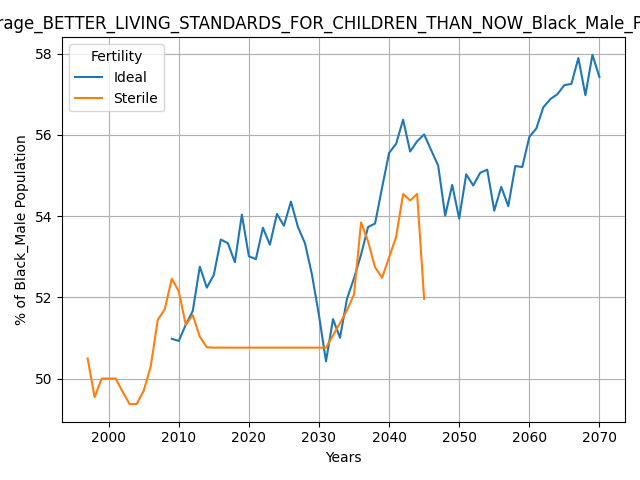 rage_BETTER_LIVING_STANDARDS_FOR_CHILDREN_THAN_NOW_Black_Male_P
58
56
54
52
50
% of Black_Male Population
Fertility
Ideal
Sterile
2000 2010 2020 2030 2040 2050 2060 2070
Years